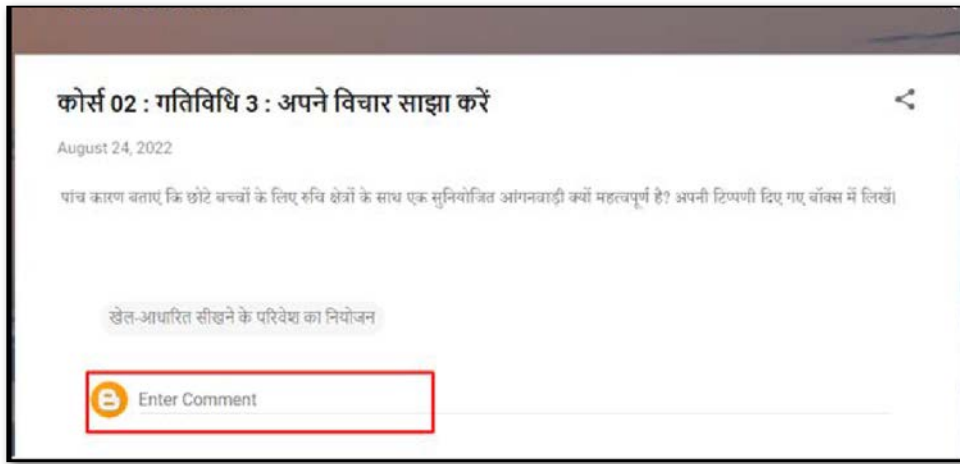 कोर्स 02 : गतिविधि 3 : अपने विचार साझा करें
August 24, 2022
पांच कारण बताएं कि छोटे बच्चों के लिए रुचि क्षेत्रों के साथ एक सुनियोजित आंगनवाड़ी क्यों महत्वपूर्ण है? अपनी टिप्पणी दिए गए बॉक्स में लिखें।
खेल-आधारित सीखने के परिवेश का नियोजन
Enter Comment